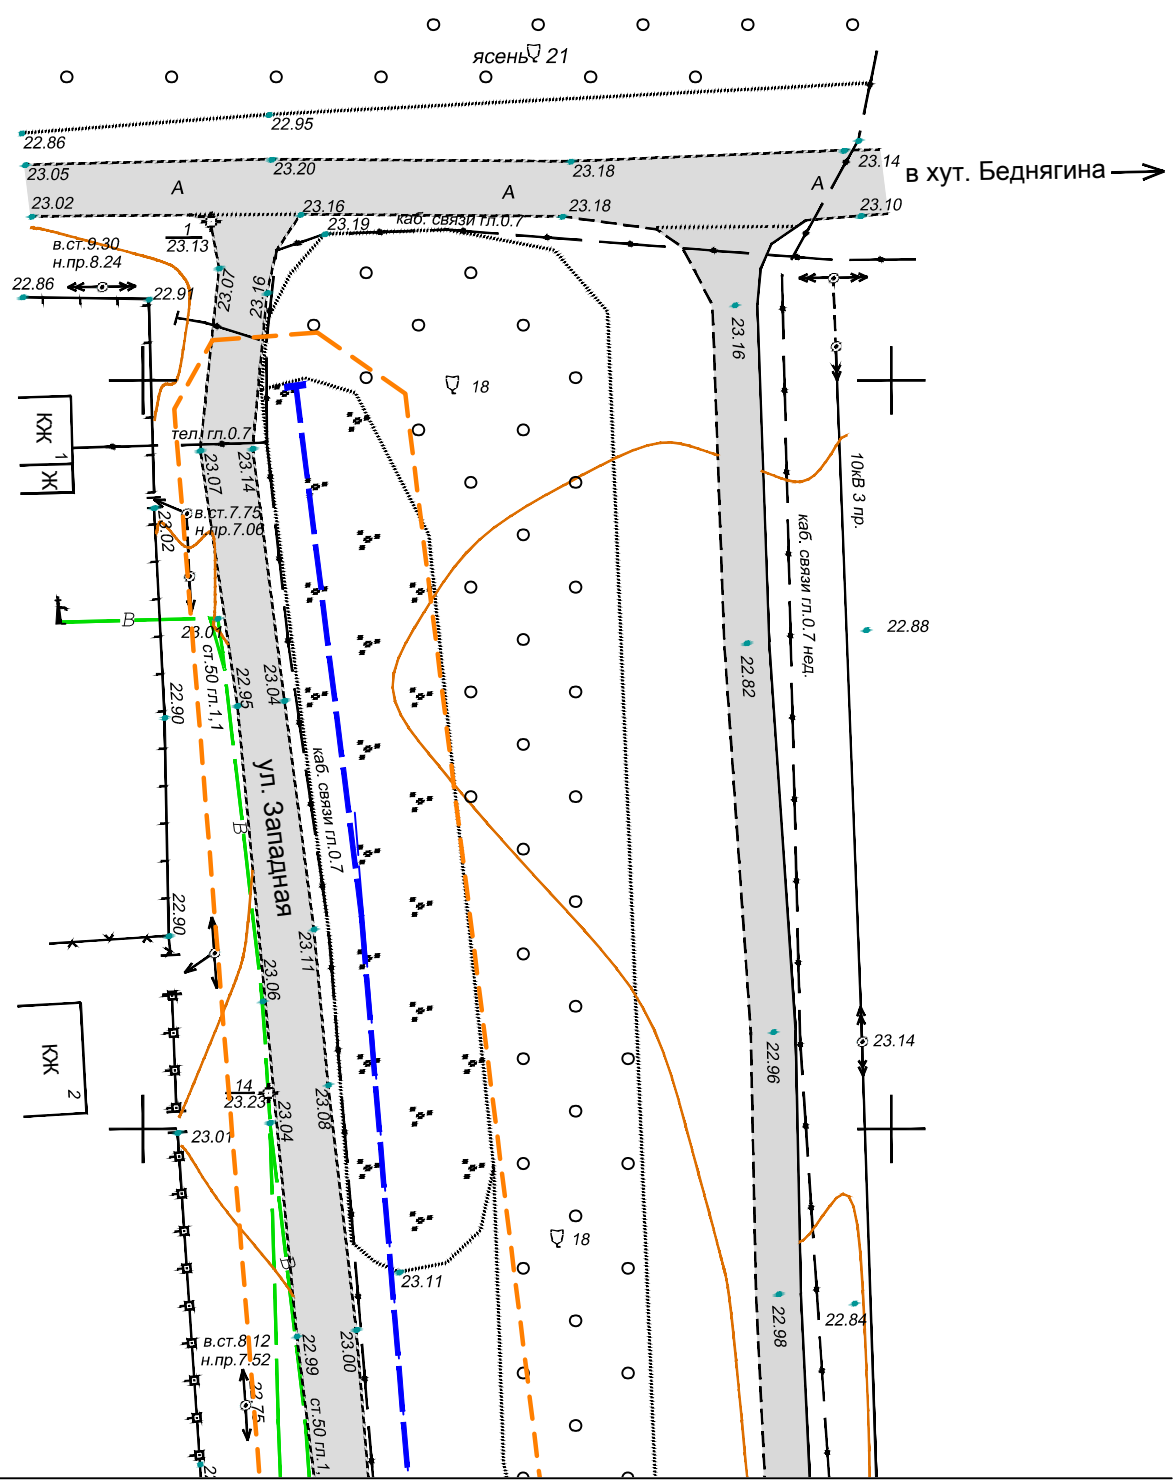 ясень 21
22.95
22.86
23.05
23.20
23.18
23.14
в хут. Беднягина
А
А
А
23.02
23.16
23.18
23.10
23.19
каб. связи гл.0.7
1
23.13
в.ст.9.30
н.пр.8.24
23.07
23.16
22.86
22.91
23.16
18
КЖ
1
Ж
тел. гл.0.7
23.07
23.14
10кВ 3 пр.
в.ст.7.75
н.пр.7.06
23.02
каб. связи гл.0.7 нед.
В
23.01
22.88
ст.50 гл.1,1
22.95
23.04
22.82
22.90
каб. связи гл.0.7
ул. Западная
В
22.90
23.11
23.06
КЖ
2
22.96
23.14
14
23.23
23.04
23.08
23.01
18
В
23.11
22.98
22.84
в.ст.8.12
н.пр.7.52
22.99
23.00
22.75
ст.50 гл.1,